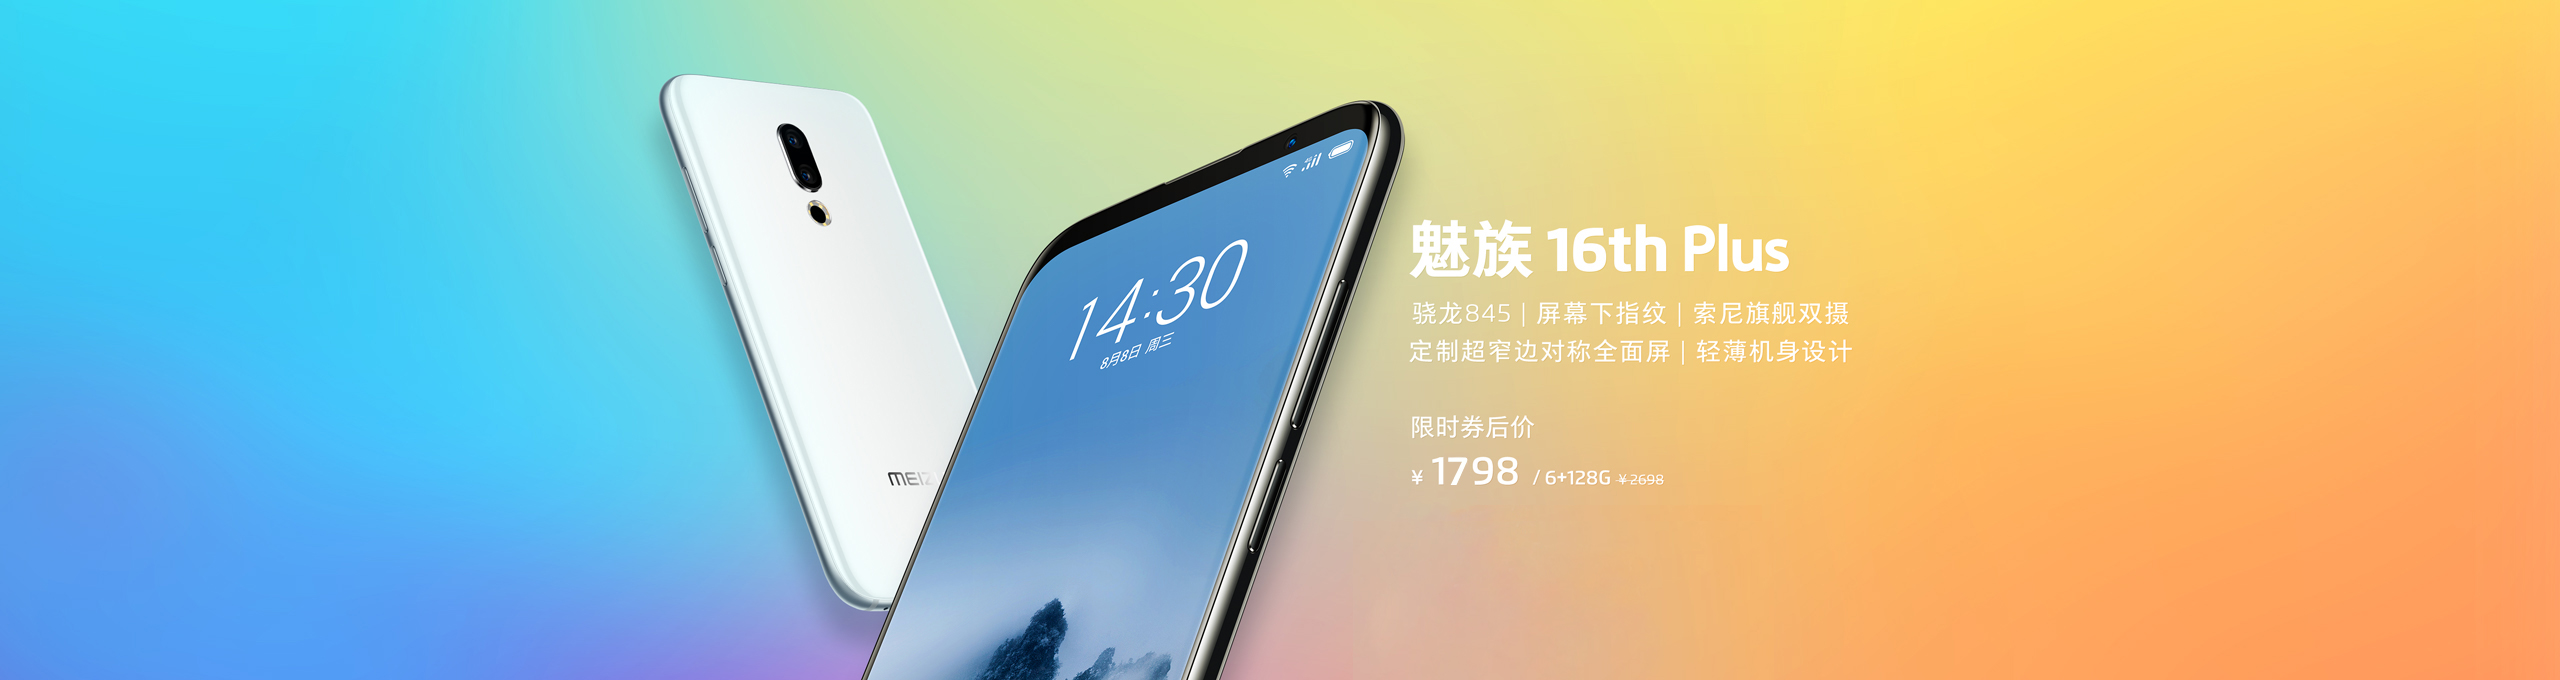 14:30
8月8日 周三
魅族 16th Plus
骁龙845 | 屏幕下指纹 | 索尼旗舰双摄
定制超窄边对称全面屏 | 轻薄机身设计
限时券后价
¥ 1798 / 6+128G ¥2698